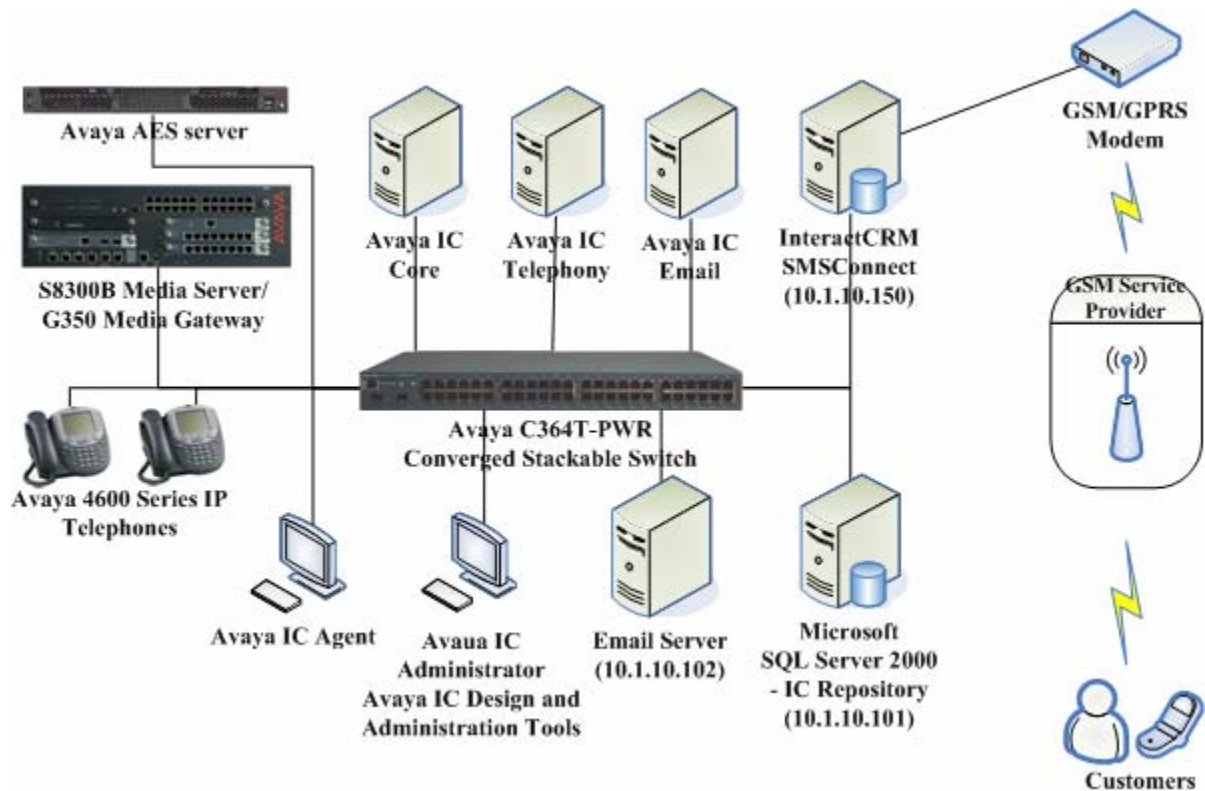 Avaya AES server
AVAYA
S8300B Media Server/
G350 Media Gateway
Avaya IC
Core
Avaya IC
Telephony
Avaya IC
Email
InteractCRM
SMSConnect
(10.1.10.150)
GSM/GPRS
Modem
GSM Service
Provider
Avaya C364T-PWR
Converged Stackable Switch
Avaya 4600 Series IP
Telephones
Avaya IC Agent
Avaua IC
Administrator
Avaya IC Design and
Administration Tools
Email Server
(10.1.10.102)
Microsoft
SQL Server 2000
- IC Repository
(10.1.10.101)
Customers